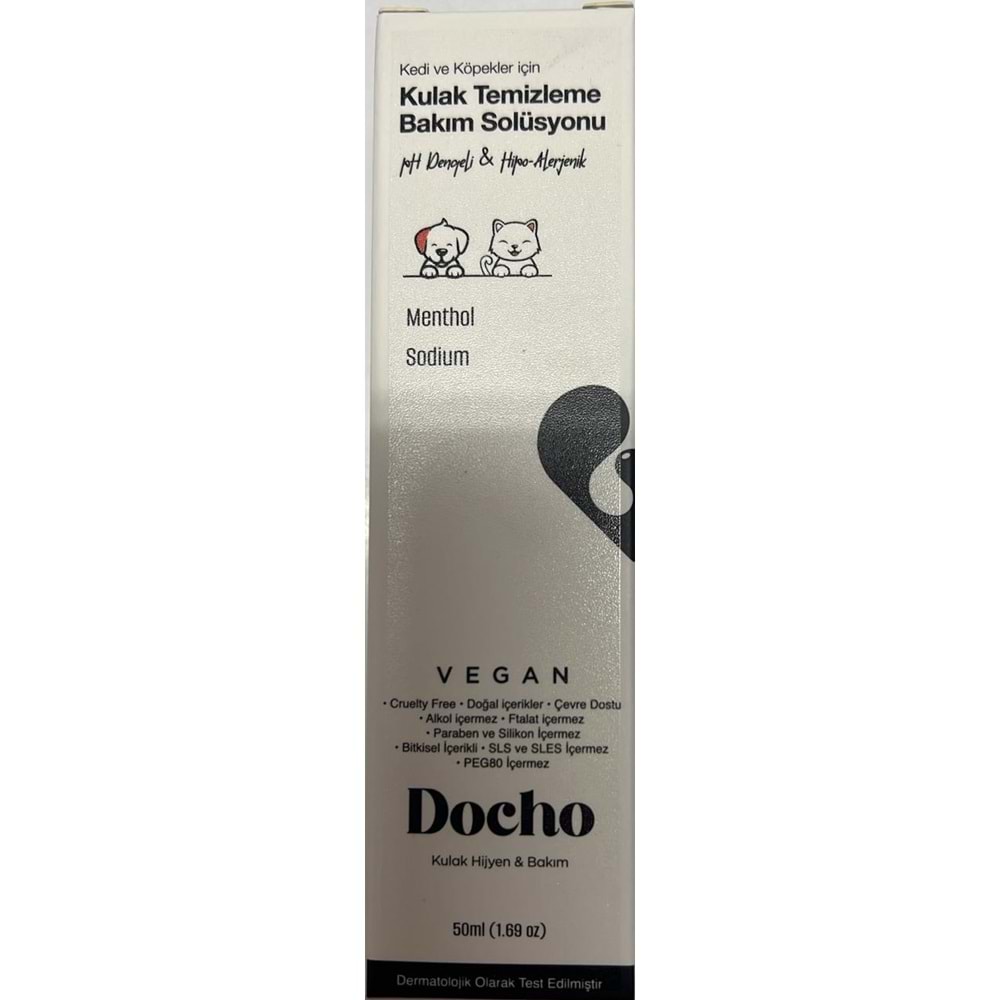 Kedi ve Köpekler için
Kulak Temizleme
Bakım Solüsyonu
pH Dengeli & Hipo-Alerjenik
Menthol
Sodium
VEGAN
• Cruelty Free • Doğal içerikler • Çevre Dostu
• Alkol içermez • Ftalat içermez
• Paraben ve Silikon İçermez
• Bitkisel İçerikli • SLS ve SLES İçermez
• PEG80 İçermez
Docho
Kulak Hijyen & Bakım
50ml (1.69 oz)
Dermatolojik Olarak Test Edilmiştir